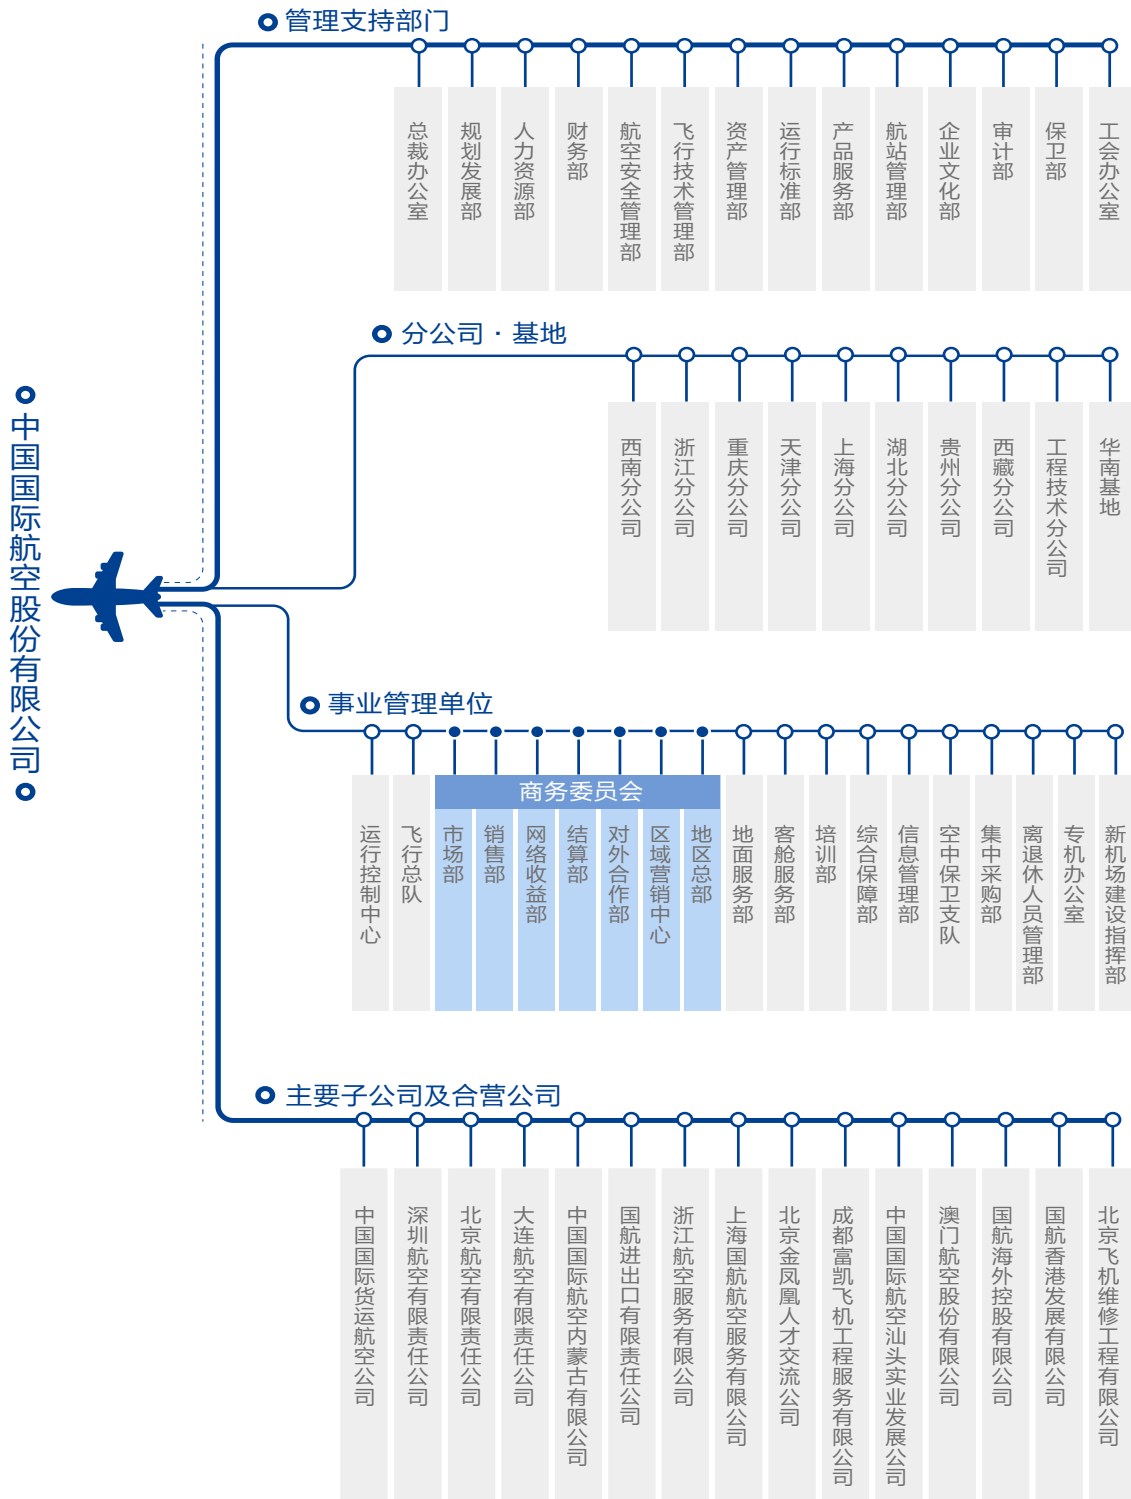 中国国际航空股份有限公司
管理支持部门
总裁办公室
规划发展部
人力资源部
财务部
航空安全管理部
飞行技术管理部
资产管理部
运行标准部
产品服务部
航站管理部
企业文化部
审计部
保卫部
工会办公室
分公司·基地
西南分公司
浙江分公司
重庆分公司
天津分公司
上海分公司
湖北分公司
贵州分公司
西藏分公司
工程技术分公司
华南基地
事业管理单位
运行控制中心
飞行总队
商务委员会
市场部
销售部
网络收益部
结算部
对外合作部
区域营销中心
地区总部
地面服务部
客舱服务部
培训部
综合保障部
信息管理部
空中保卫支队
集中采购部
离退休人员管理部
专机办公室
新机场建设指挥部
主要子公司及合营公司
中国国际货运航空公司
深圳航空有限责任公司
北京航空有限责任公司
大连航空有限责任公司
中国国际航空内蒙古有限公司
国航进出口有限责任公司
浙江航空服务有限公司
上海国航航空服务有限公司
北京金凤凰人才交流公司
成都富凯飞机工程服务有限公司
中国国际航空汕头实业发展公司
澳门航空股份有限公司
国航海外控股有限公司
国航香港发展有限公司
北京飞机维修工程有限公司